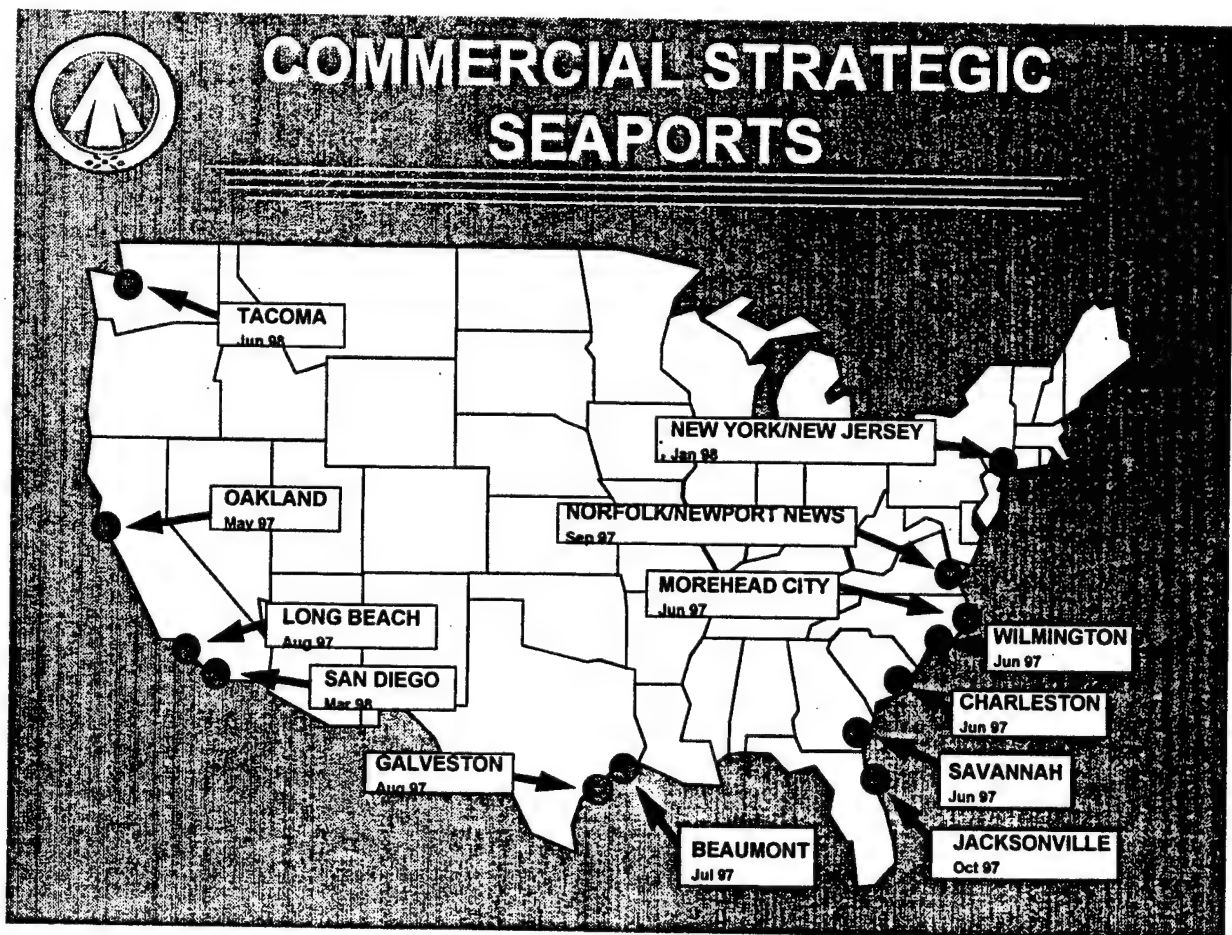 COMMERCIAL STRATEGIC
SEAPORTS
TACOMA
Jun 98
NEW YORK/NEW JERSEY
Jan 98
OAKLAND
May 97
NORFOLK/NEWPORT NEWS
Sep 97
MOREHEAD CITY
Jun 97
LONG BEACH
Aug 97
WILMINGTON
Jun 97
SAN DIEGO
Mar 98
CHARLESTON
Jun 97
GALVESTON
Aug 97
SAVANNAH
Jun 97
BEAUMONT
Jul 97
JACKSONVILLE
Oct 97